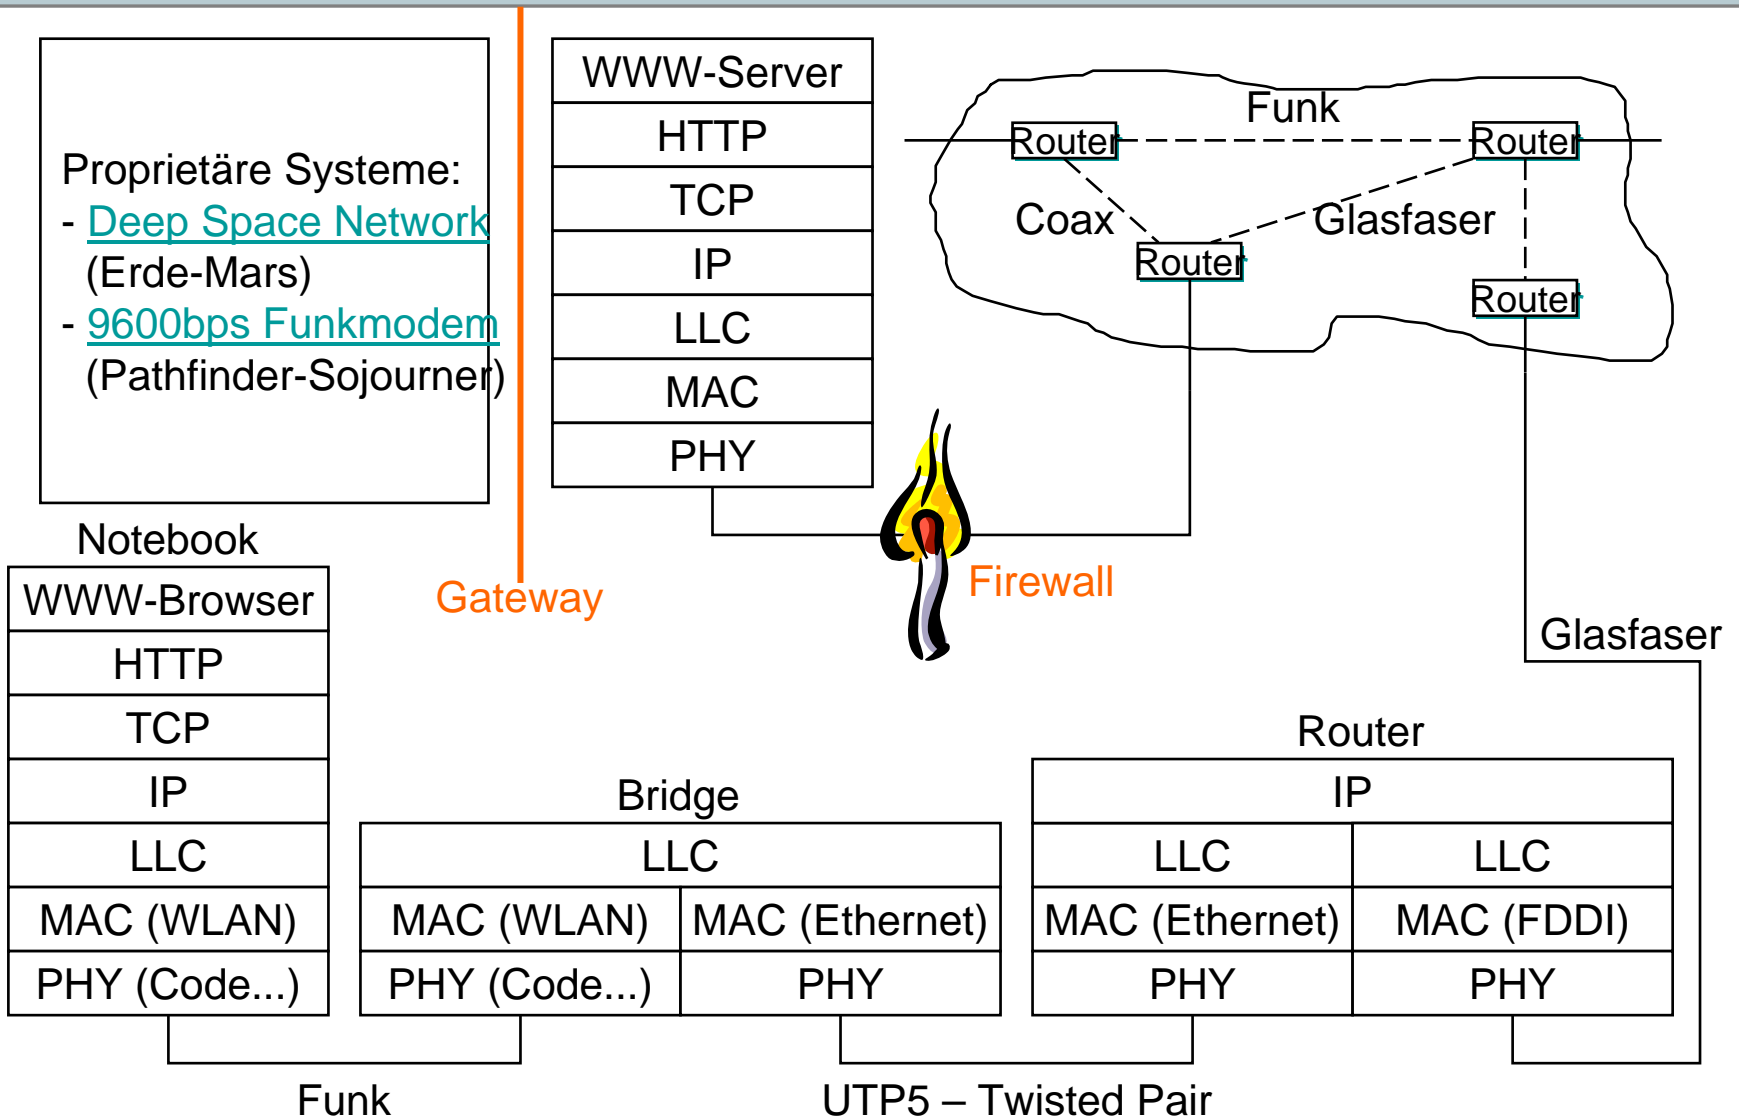 Proprietäre Systeme:
- Deep Space Network
(Erde-Mars)
- 9600bps Funkmodem
(Pathfinder-Sojourner)
Gateway
WWW-Server
HTTP
TCP
IP
LLC
MAC
PHY
Firewall
Funk
Router
Router
Coax
Glasfaser
Router
Router
Glasfaser
Notebook
WWW-Browser
HTTP
TCP
IP
LLC
MAC (WLAN)
PHY (Code...)
Funk
Bridge
LLC
MAC (WLAN)
MAC (Ethernet)
PHY (Code...)
PHY
UTP5 – Twisted Pair
Router
IP
LLC
LLC
MAC (Ethernet)
MAC (FDDI)
PHY
PHY